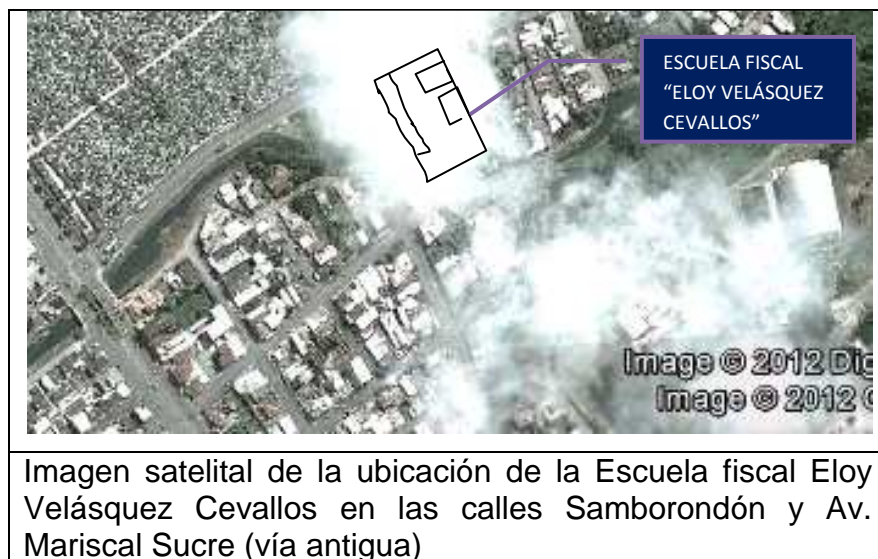 ESCUELA FISCAL
“ELOY VELÁSQUEZ
CEVALLOS”
Image © 2012 Dig
Image © 2012 G
Imagen satelital de la ubicación de la Escuela fiscal Eloy
Velásquez Cevallos en las calles Samborondón y Av.
Mariscal Sucre (vía antigua)